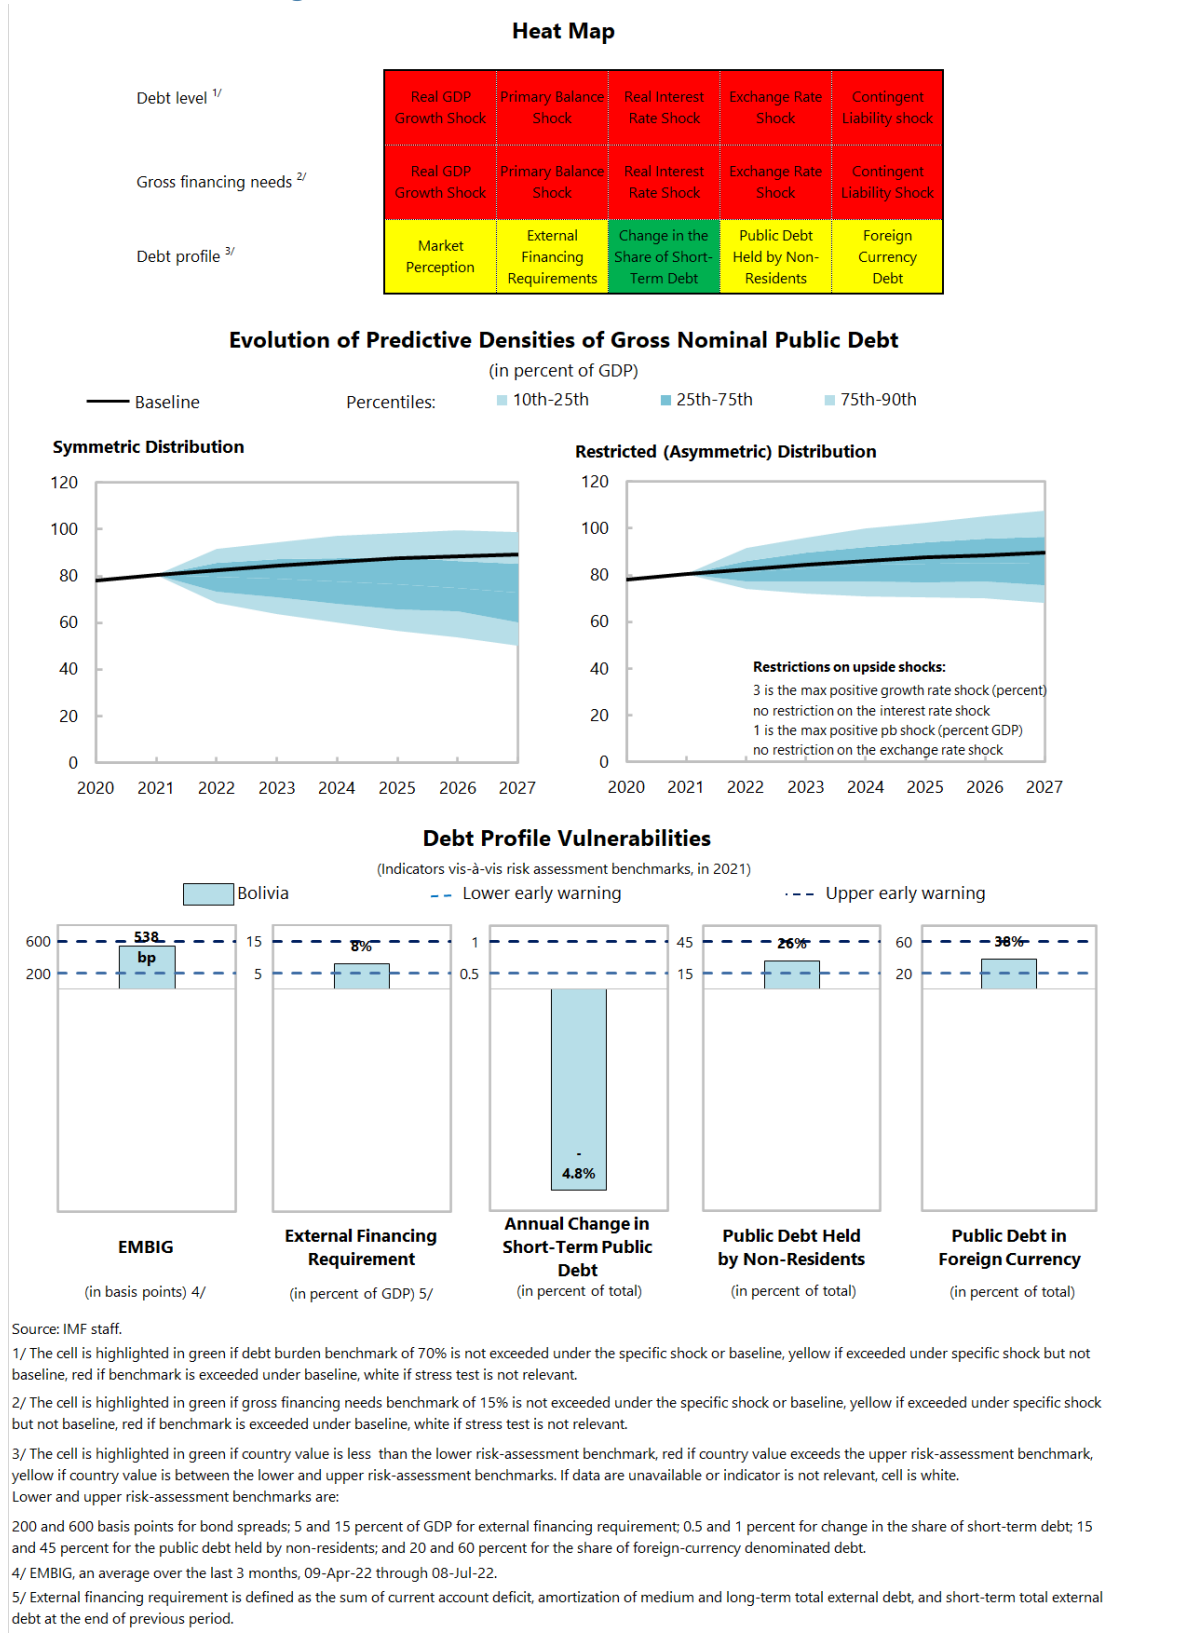 Heat Map
Debt level 1/
Real GDP Growth Shock
Primary Balance Shock
Real Interest Rate Shock
Exchange Rate Shock
Contingent Liability shock
Gross financing needs 2/
Real GDP Growth Shock
Primary Balance Shock
Real Interest Rate Shock
Exchange Rate Shock
Contingent Liability Shock
Debt profile 3/
Market Perception
External Financing Requirements
Change in the Share of Short-Term Debt
Public Debt Held by Non-Residents
Foreign Currency Debt
Evolution of Predictive Densities of Gross Nominal Public Debt
(in percent of GDP)
Baseline Percentiles: 10th-25th 25th-75th 75th-90th
Symmetric Distribution
120
100
80
60
40
20
0
2020 2021 2022 2023 2024 2025 2026 2027
Restricted (Asymmetric) Distribution
120
100
80
60
40
20
0
Restrictions on upside shocks:
3 is the max positive growth rate shock (percent)
no restriction on the interest rate shock
1 is the max positive pb shock (percent GDP)
no restriction on the exchange rate shock
2020 2021 2022 2023 2024 2025 2026 2027
Debt Profile Vulnerabilities
(Indicators vis-à-vis risk assessment benchmarks, in 2021)
Bolivia Lower early warning Upper early warning
600
200
538
bp
EMBIG
(in basis points) 4/
15
5
8%
External Financing
Requirement
(in percent of GDP) 5/
1
0.5
-
4.8%
Annual Change in
Short-Term Public
Debt
(in percent of total)
45
15
26%
Public Debt Held
by Non-Residents
(in percent of total)
60
20
38%
Public Debt in
Foreign Currency
(in percent of total)
Source: IMF staff.
1/ The cell is highlighted in green if debt burden benchmark of 70% is not exceeded under the specific shock or baseline, yellow if exceeded under specific shock but not
baseline, red if benchmark is exceeded under baseline, white if stress test is not relevant.
2/ The cell is highlighted in green if gross financing needs benchmark of 15% is not exceeded under the specific shock or baseline, yellow if exceeded under specific shock
but not baseline, red if benchmark is exceeded under baseline, white if stress test is not relevant.
3/ The cell is highlighted in green if country value is less than the lower risk-assessment benchmark, red if country value exceeds the upper risk-assessment benchmark,
yellow if country value is between the lower and upper risk-assessment benchmarks. If data are unavailable or indicator is not relevant, cell is white.
Lower and upper risk-assessment benchmarks are:
200 and 600 basis points for bond spreads; 5 and 15 percent of GDP for external financing requirement; 0.5 and 1 percent for change in the share of short-term debt; 15
and 45 percent for the public debt held by non-residents; and 20 and 60 percent for the share of foreign-currency denominated debt.
4/ EMBIG, an average over the last 3 months, 09-Apr-22 through 08-Jul-22.
5/ External financing requirement is defined as the sum of current account deficit, amortization of medium and long-term total external debt, and short-term total external
debt at the end of previous period.